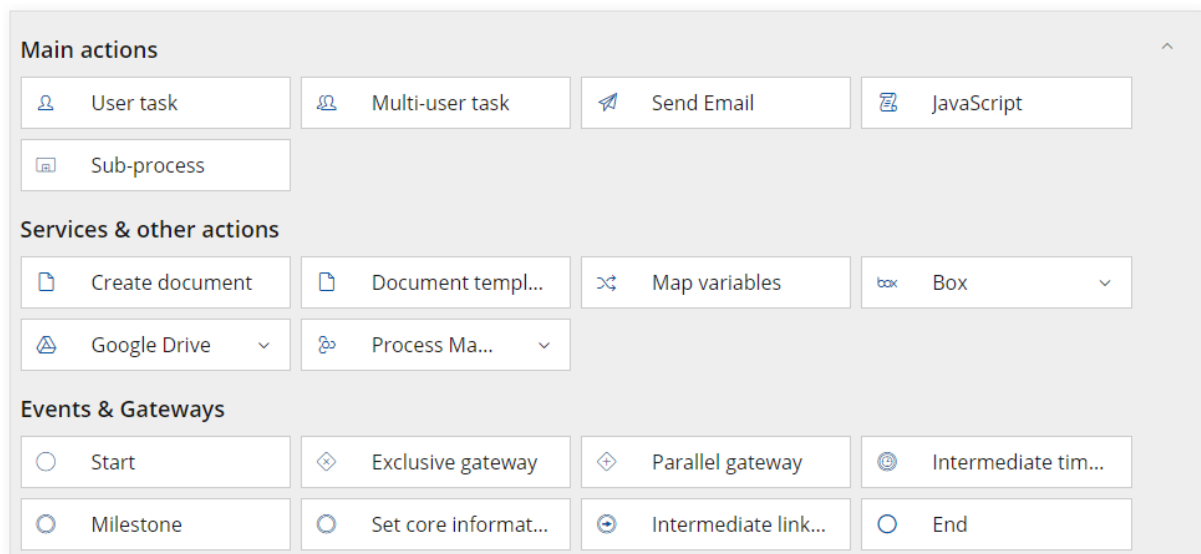 Main actions
User task Multi-user task Send Email JavaScript
Sub-process
Services & other actions
Create document Document templ... Map variables box Box
Google Drive Process Ma...
Events & Gateways
Start Exclusive gateway Parallel gateway Intermediate tim...
Milestone Set core informat... Intermediate link... End